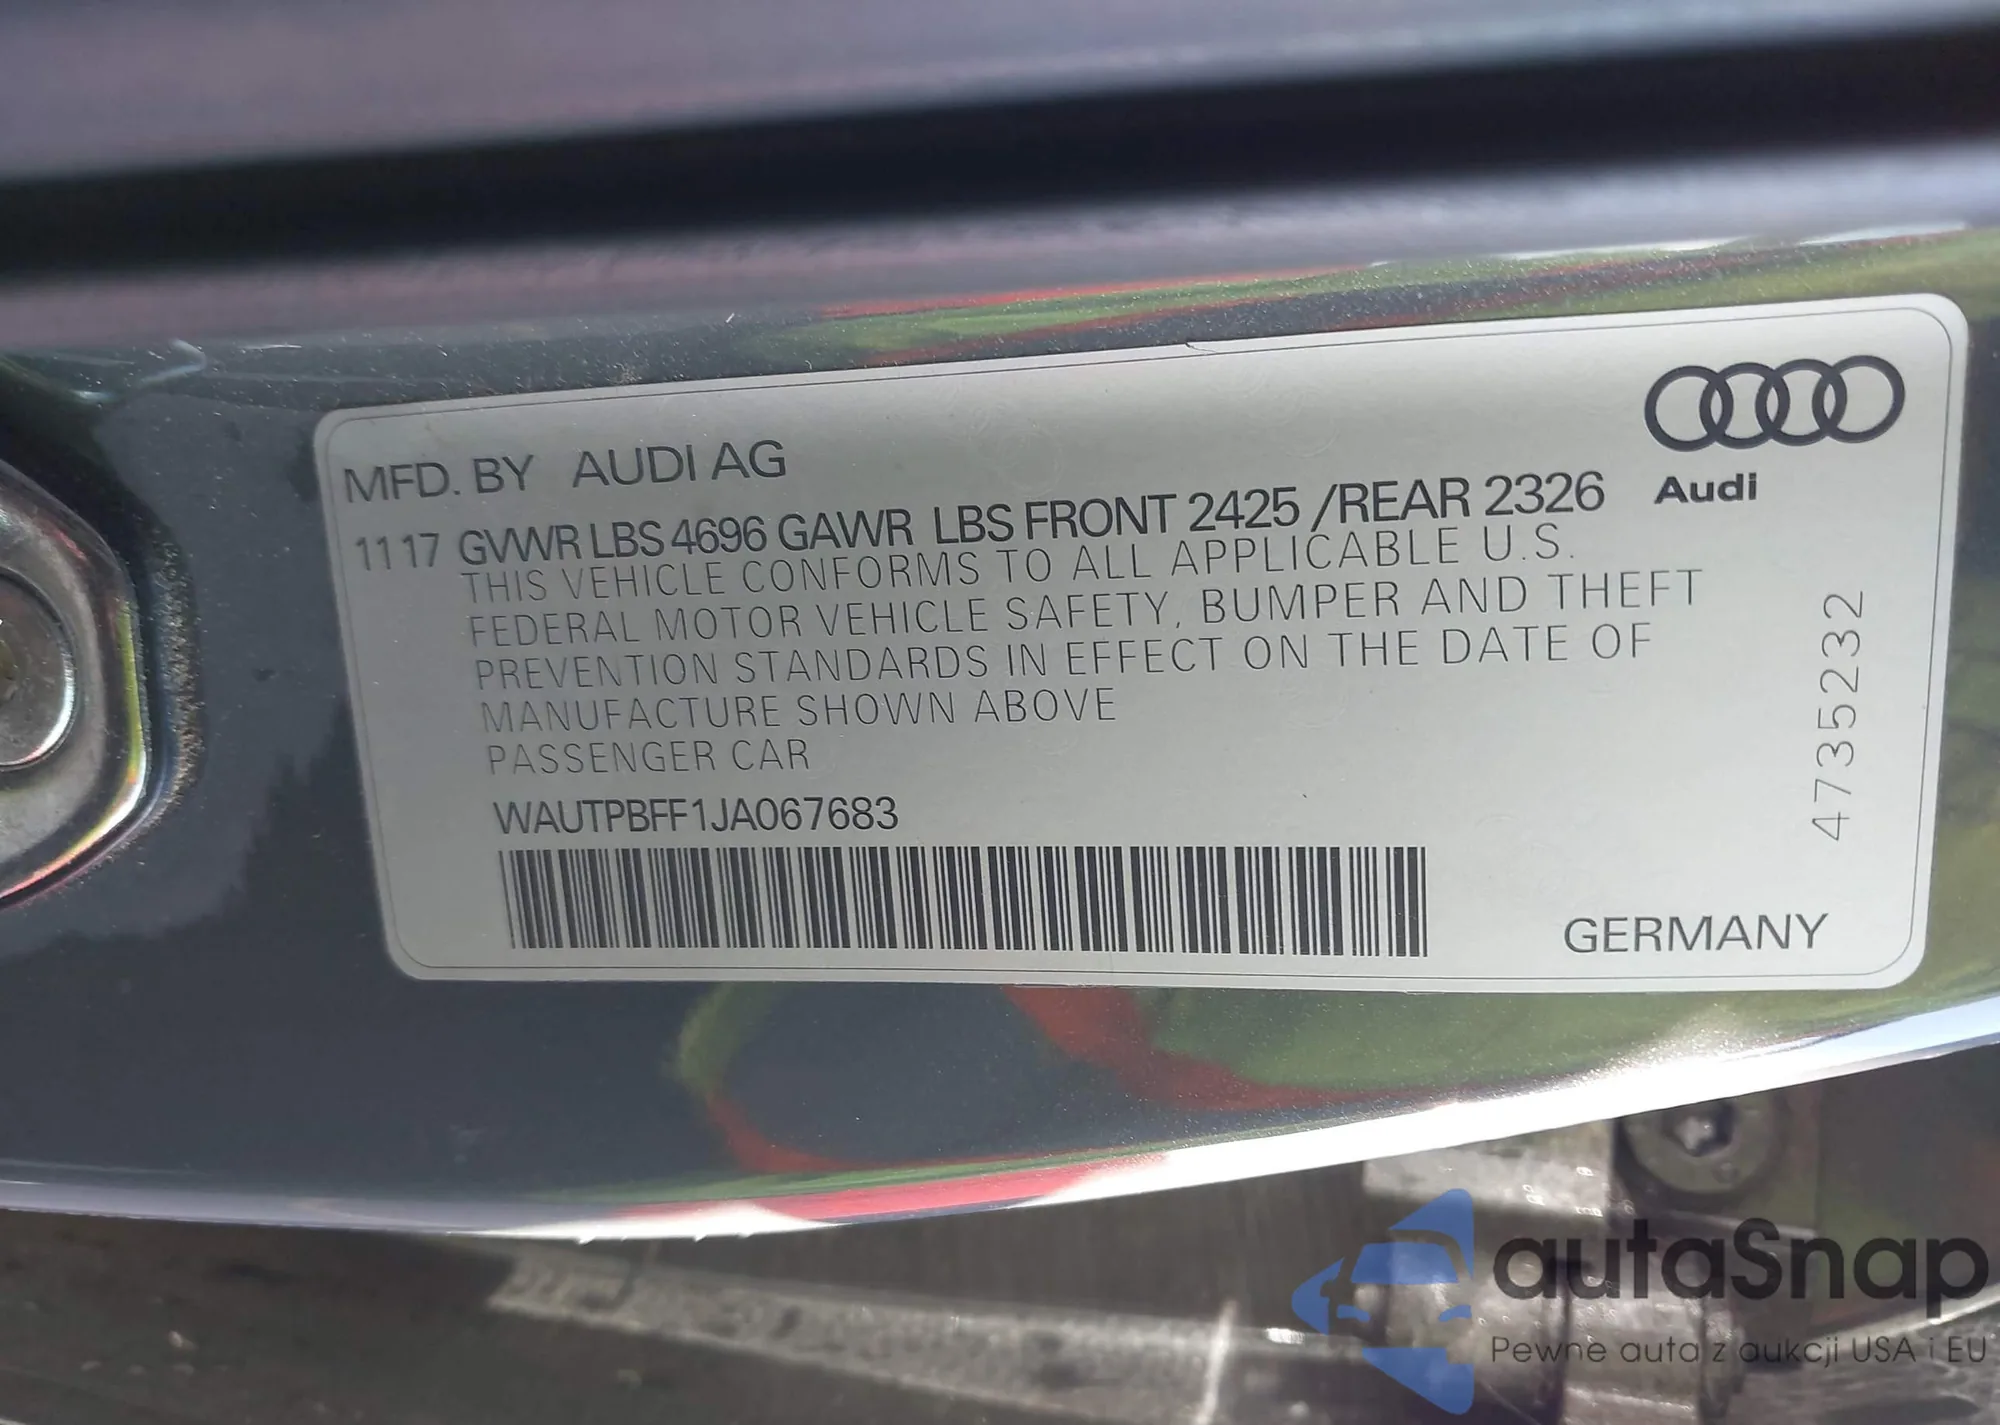 MFD. BY AUDI AG
11 17 GVWR LBS 4696 GAWR LBS FRONT 2425 /REAR 2326
Audi
THIS VEHICLE CONFORMS TO ALL APPLICABLE U.S.
FEDERAL MOTOR VEHICLE SAFETY, BUMPER AND THEFT
PREVENTION STANDARDS IN EFFECT ON THE DATE OF
MANUFACTURE SHOWN ABOVE
PASSENGER CAR
WAUTPBFF1JA067683
4735232
GERMANY
autaSnap
Pewne auta z aukcji USA i EU